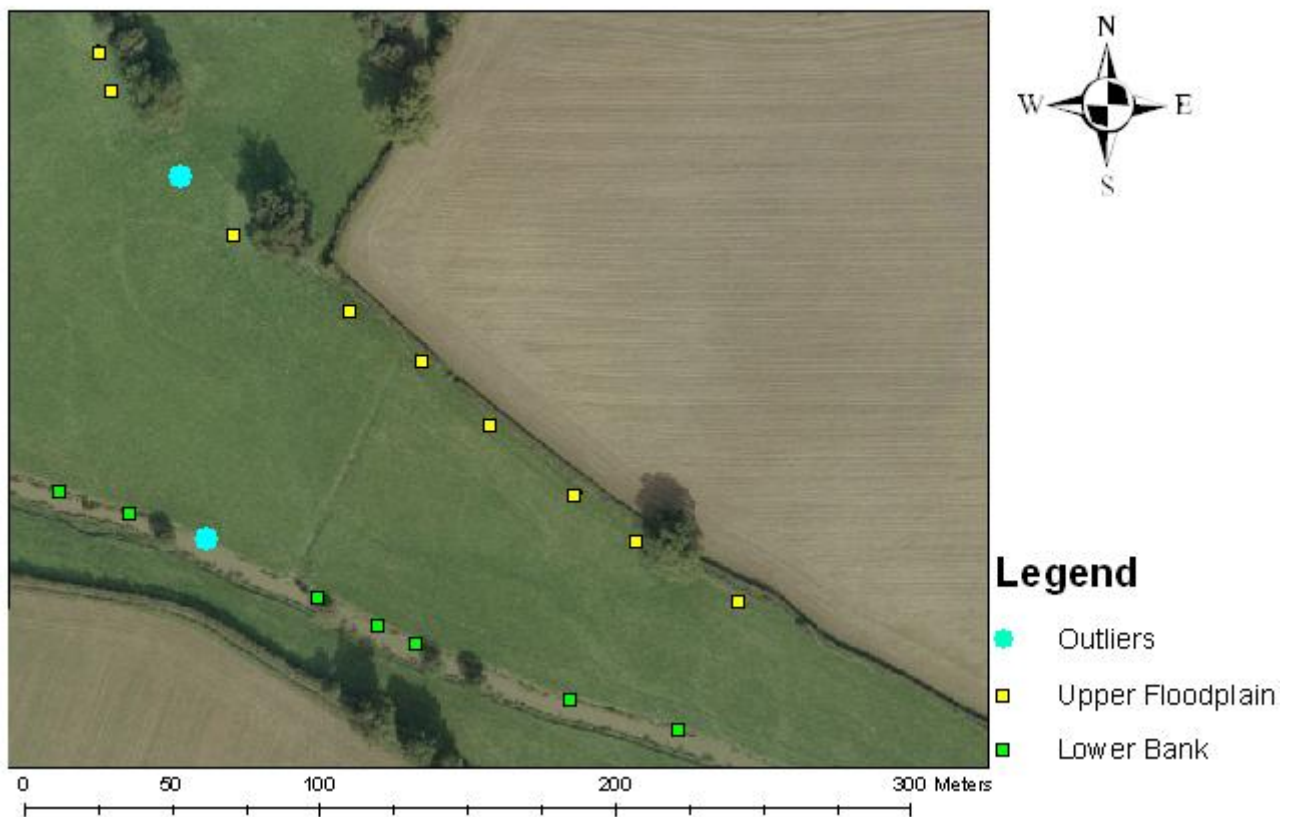 N
W E
S
Legend
Outliers
Upper Floodplain
Lower Bank
0 50 100 200 300 Meters